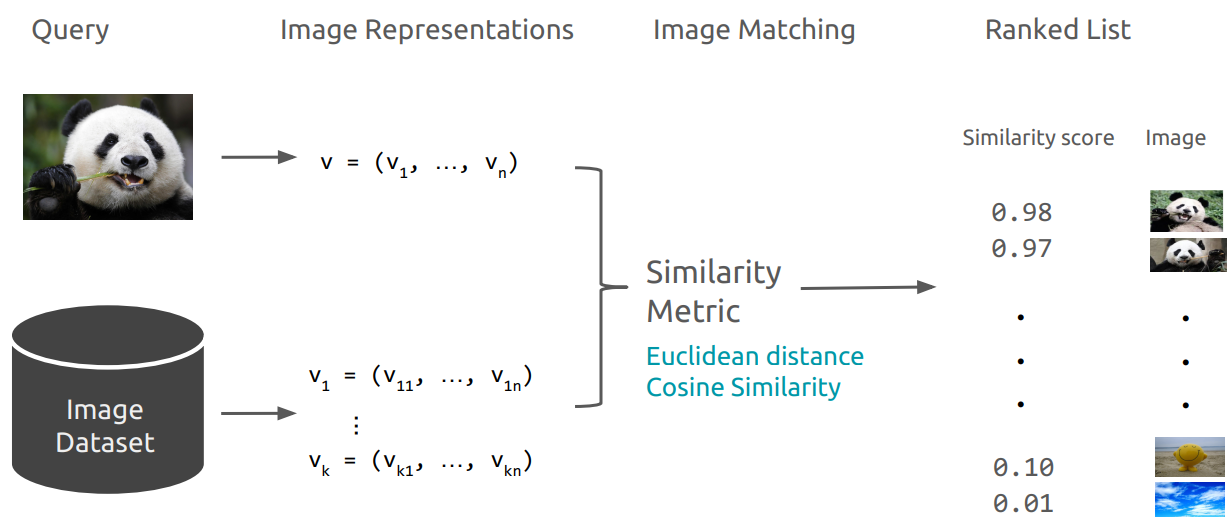 Query
Image Representations
Image Matching
Ranked List
Similarity score
Image
v = (v1, ..., vn)
0.98
0.97
Similarity
Metric
Euclidean distance
Cosine Similarity
Image
Dataset
v1 = (v11, ..., v1n)
⋮
vk = (vk1, ..., vkn)
0.10
0.01